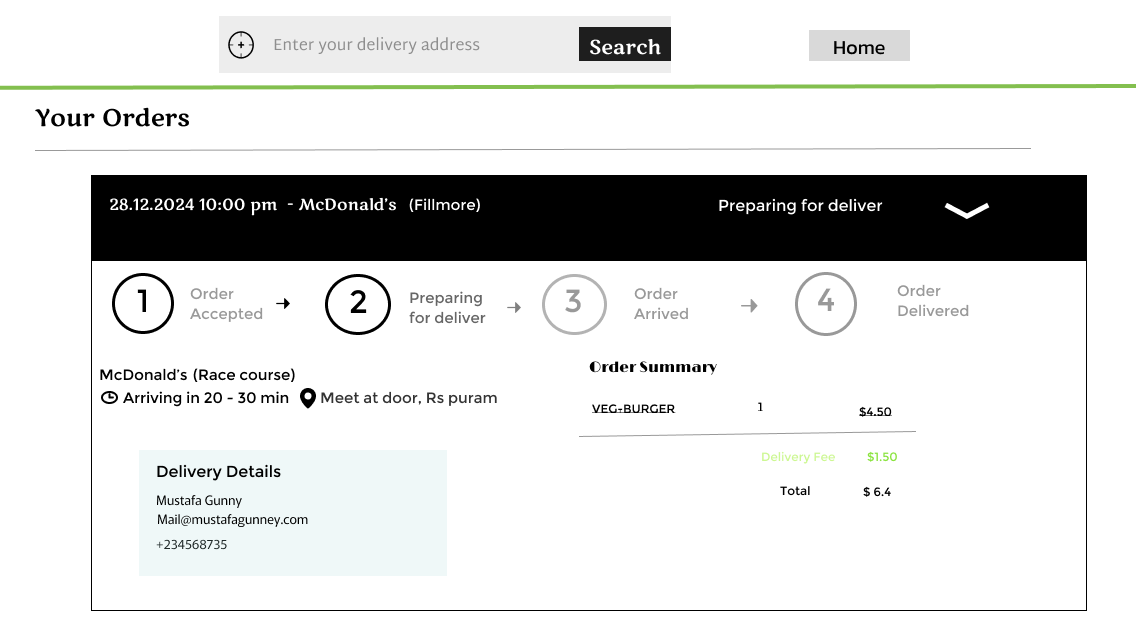 Enter your delivery address
Search
Home
Your Orders
28.12.2024 10:00 pm - McDonald's (Fillmore)
Preparing for deliver
1
Order
Accepted
2
Preparing
for deliver
3
Order
Arrived
4
Order
Delivered
McDonald's (Race course)
Arriving in 20 - 30 min
Meet at door, Rs puram
Order Summary
VEG-BURGER 1 $4.50
Delivery Fee $1.50
Total $ 6.4
Delivery Details
Mustafa Gunny
Mail@mustafagunney.com
+234568735